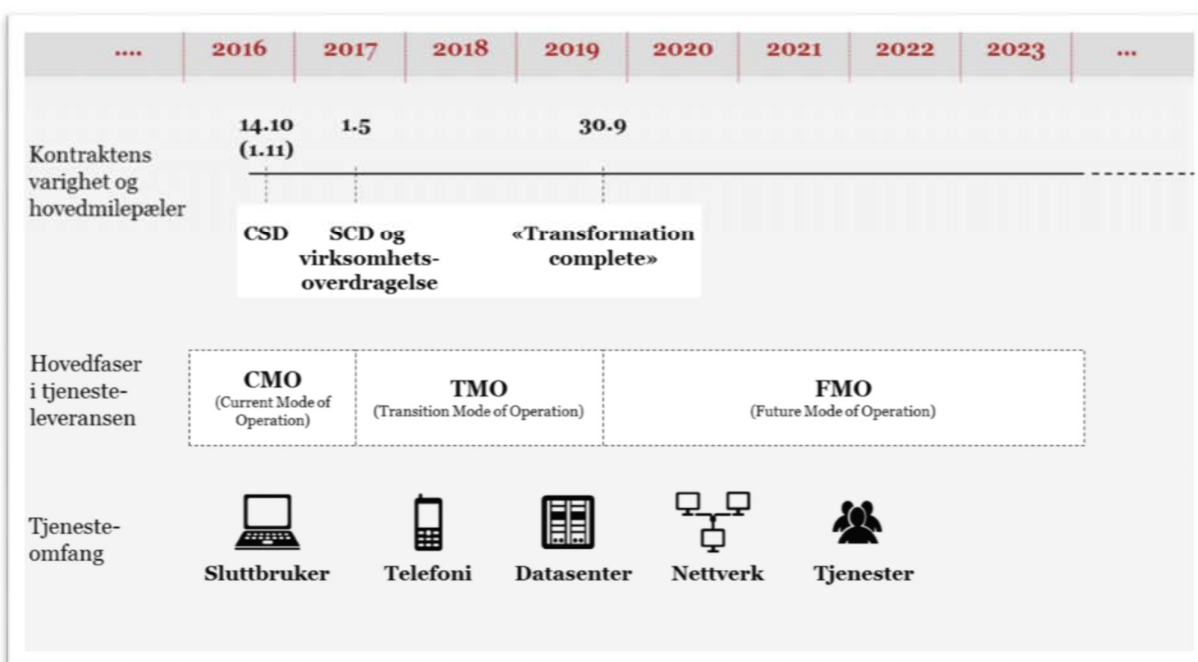 .... 2016 2017 2018 2019 2020 2021 2022 2023 ...
14.10 1.5 30.9
(1.11)
Kontraktens
varighet og
hovedmilepæler
CSD SCD og «Transformation
virksomhets- complete»
overdragelse
Hovedfaser
i tjeneste-
leveransen
CMO TMO FMO
(Current Mode of (Transition Mode of Operation) (Future Mode of Operation)
Operation)
Tjeneste-
omfang
Sluttbruker Telefoni Datasenter Nettverk Tjenester